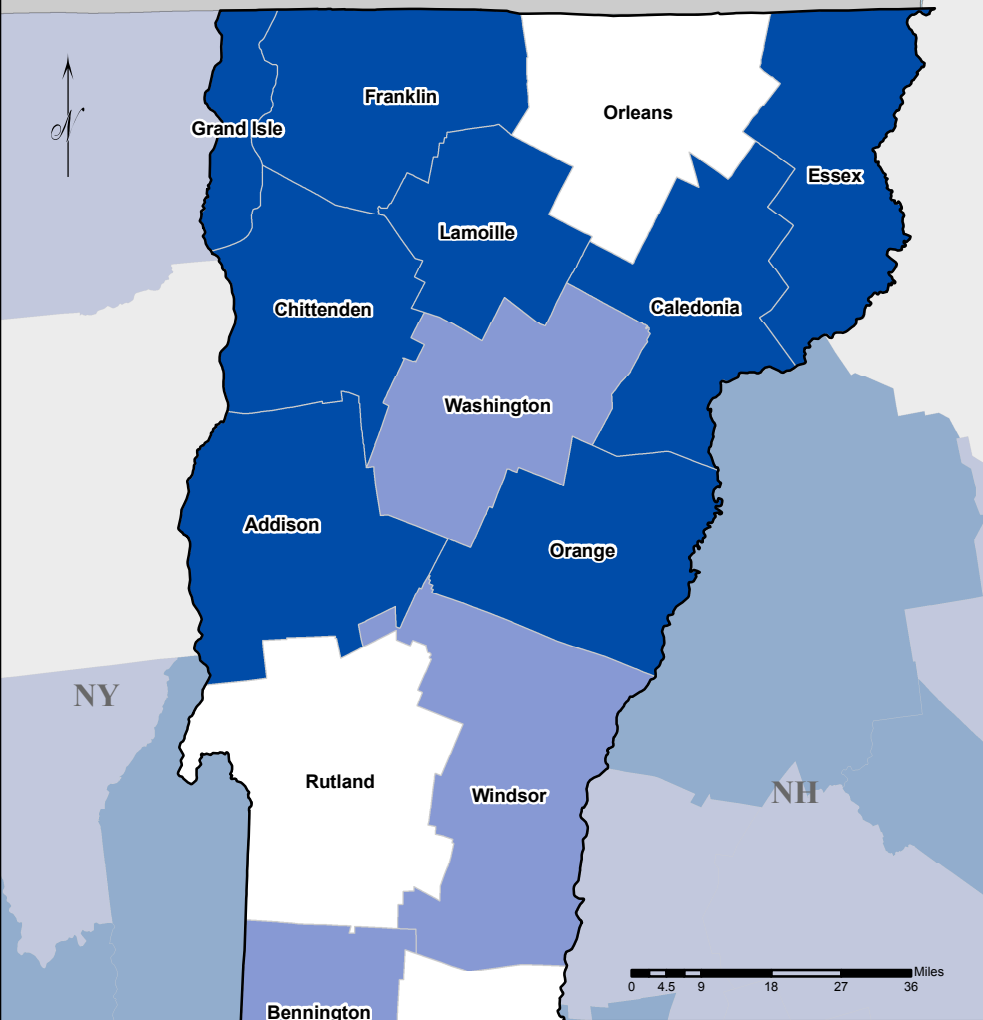 Franklin
Orleans
N
Grand Isle
Essex
Lamoille
Chittenden
Caledonia
Washington
Addison
Orange
NY
Rutland
Windsor
NH
Miles
0 4.5 9 18 27 36
Bennington